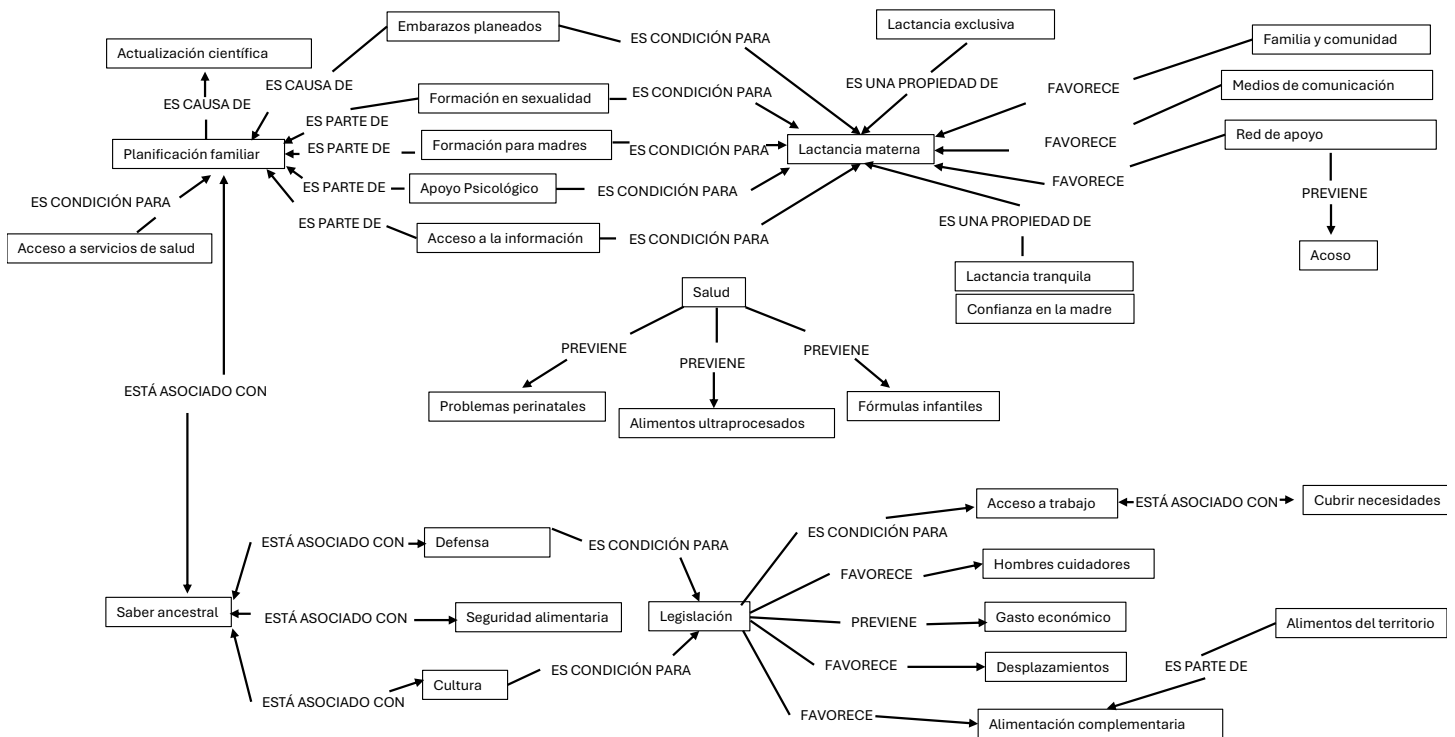 Embarazos planeados
Lactancia exclusiva
ES CONDICIÓN PARA
Familia y comunidad
Actualización científica
ES CAUSA DE
ES UNA PROPIEDAD DE
FAVORECE
Medios de comunicación
ES CAUSA DE
Formación en sexualidad
ES CONDICIÓN PARA
ES PARTE DE
Red de apoyo
FAVORECE
Planificación familiar
ES PARTE DE
Formación para madres
ES CONDICIÓN PARA
Lactancia materna
FAVORECE
ES PARTE DE
Apoyo Psicológico
ES CONDICIÓN PARA
PREVIENE
ES CONDICIÓN PARA
ES PARTE DE
ES UNA PROPIEDAD DE
Acceso a servicios de salud
Acceso a la información
ES CONDICIÓN PARA
Acoso
Lactancia tranquila
Salud
Confianza en la madre
PREVIENE
PREVIENE
PREVIENE
ESTÁ ASOCIADO CON
Problemas perinatales
Alimentos ultraprocesados
Fórmulas infantiles
Acceso a trabajo
ESTÁ ASOCIADO CON
Cubrir necesidades
ES CONDICIÓN PARA
ESTÁ ASOCIADO CON
Defensa
ES CONDICIÓN PARA
FAVORECE
Hombres cuidadores
Saber ancestral
ESTÁ ASOCIADO CON
Seguridad alimentaria
Legislación
PREVIENE
Gasto económico
Alimentos del territorio
FAVORECE
Desplazamientos
ES PARTE DE
ES CONDICIÓN PARA
Cultura
ESTÁ ASOCIADO CON
FAVORECE
Alimentación complementaria